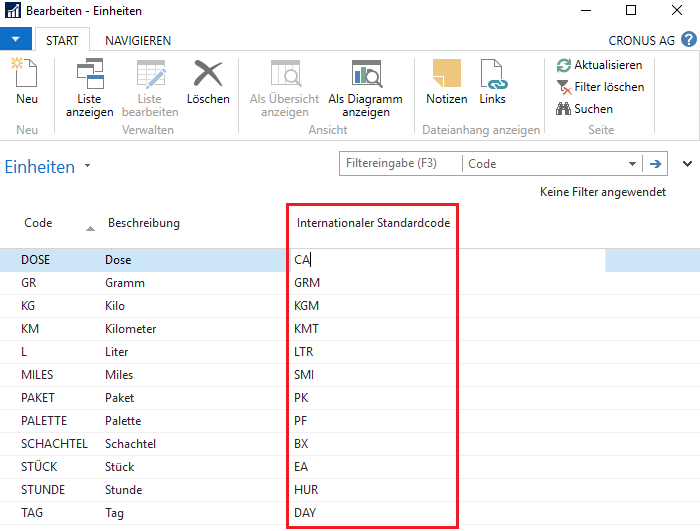 Bearbeiten - Einheiten
START NAVIGIEREN CRONUS AG ?
Neu
Liste anzeigen
Liste bearbeiten
Löschen
Als Übersicht anzeigen
Als Diagramm anzeigen
Notizen
Links
Aktualisieren
Filter löschen
Suchen
Neu Verwalten Ansicht Dateianhang anzeigen Seite
Einheiten
Filtereingabe (F3) Code
Keine Filter angewendet
Code Beschreibung Internationaler Standardcode
DOSE Dose CA
GR Gramm GRM
KG Kilo KGM
KM Kilometer KMT
L Liter LTR
MILES Miles SMI
PAKET Paket PK
PALETTE Palette PF
SCHACHTEL Schachtel BX
STÜCK Stück EA
STUNDE Stunde HUR
TAG Tag DAY